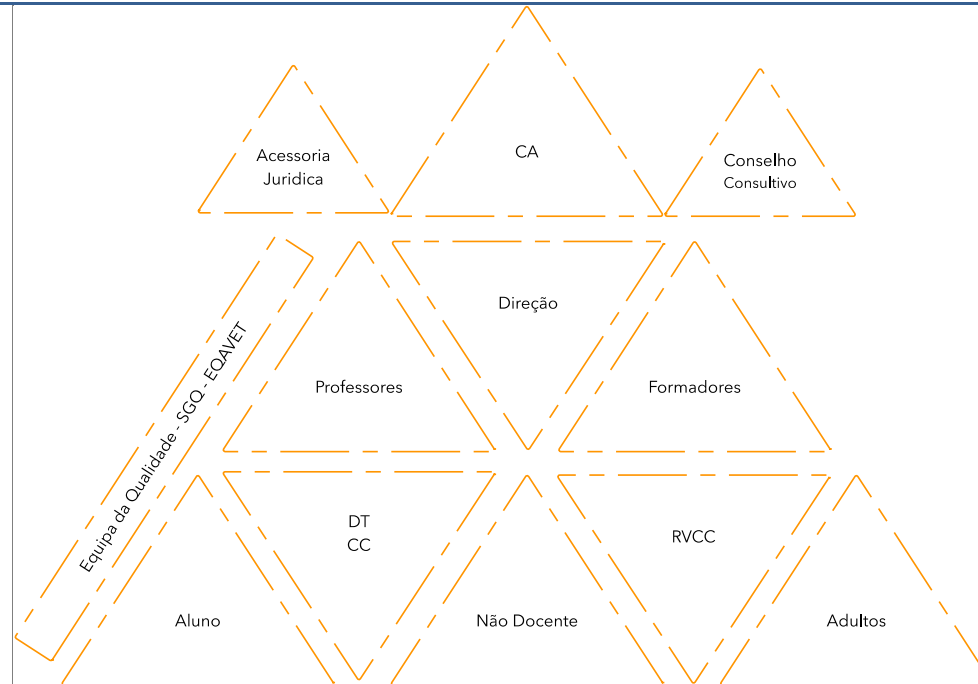 CA
Acessoria
Juridica
Conselho
Consultivo
Direção
Equipa da Qualidade - SGQ - EQAVET
Professores
Formadores
DT
CC
RVCC
Aluno
Não Docente
Adultos